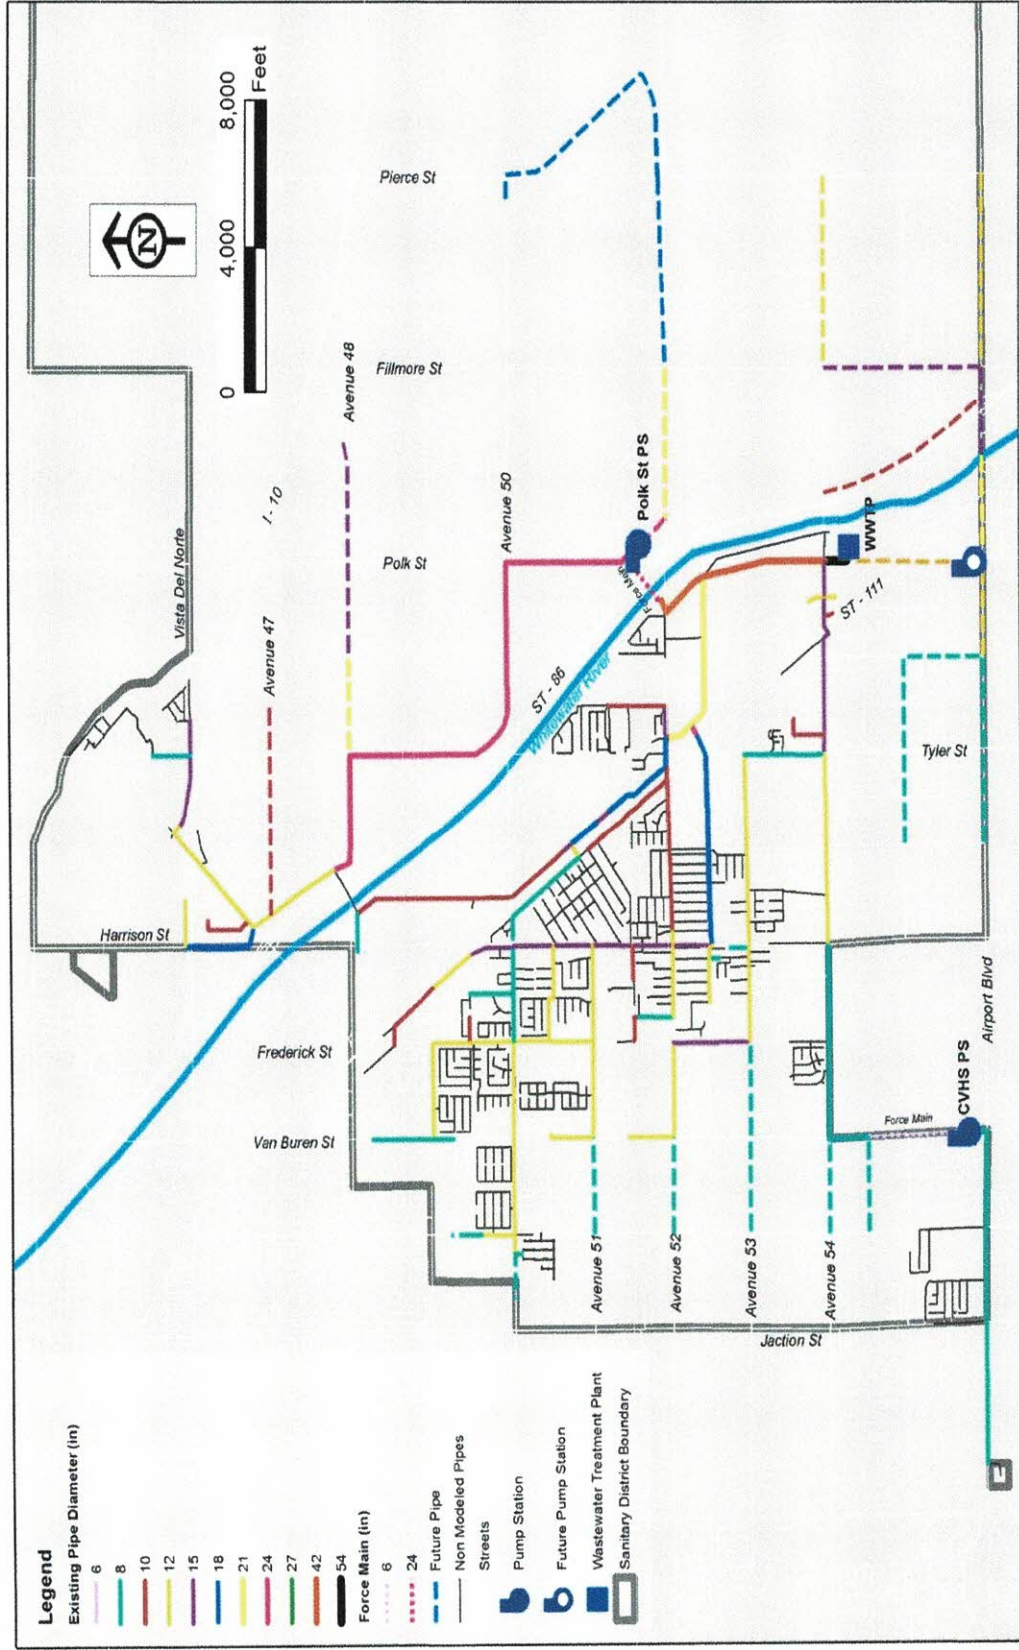 Legend
Existing Pipe Diameter (in)
6
8
10
12
15
18
21
24
27
42
54
Force Main (in)
6
24
Future Pipe
Non Modeled Pipes
Streets
Pump Station
Future Pump Station
Wastewater Treatment Plant
Sanitary District Boundary
N
0
4,000
8,000
Feet
Vista Del Norte
I - 10
Avenue 47
Avenue 48
Harrison St
Pierce St
Fillmore St
Polk St
Avenue 50
Frederick St
Van Buren St
ST - 86
Whitewater River
Polk St PS
Force Main
Avenue 51
Avenue 52
Avenue 53
Avenue 54
Jaction St
WWTP
ST - 111
Tyler St
Force Main
CVHS PS
Airport Blvd